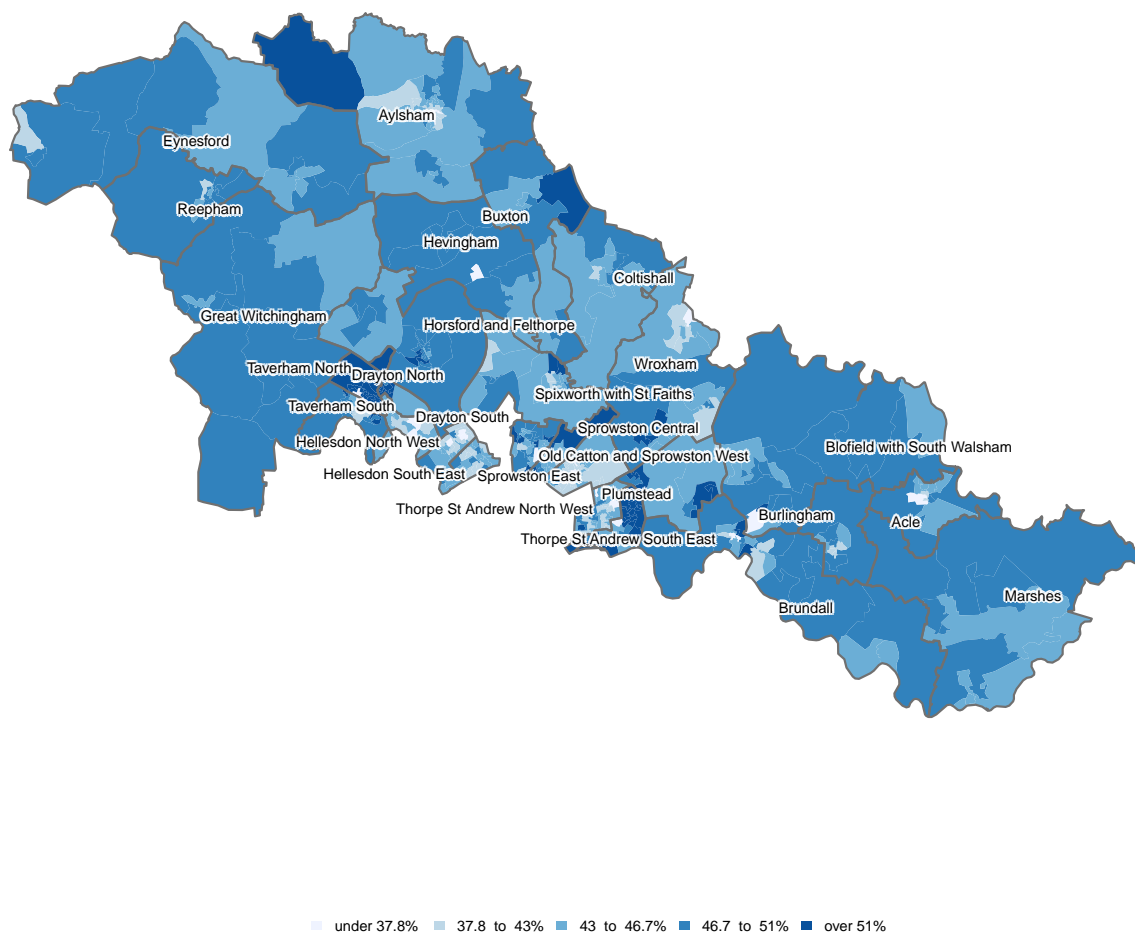 Aylsham
Eynesford
Reepham
Buxton
Hevingham
Coltishall
Great Witchingham
Horsford and Felthorpe
Wroxham
Taverham North
Drayton North
Spixworth with St Faiths
Taverham South
Drayton South
Sprowston Central
Hellesdon North West
Blofield with South Walsham
Old Catton and Sprowston West
Hellesdon South East
Sprowston East
Plumstead
Thorpe St Andrew North West
Burlingham
Acle
Thorpe St Andrew South East
Marshes
Brundall
under 37.8% 37.8 to 43% 43 to 46.7% 46.7 to 51% over 51%